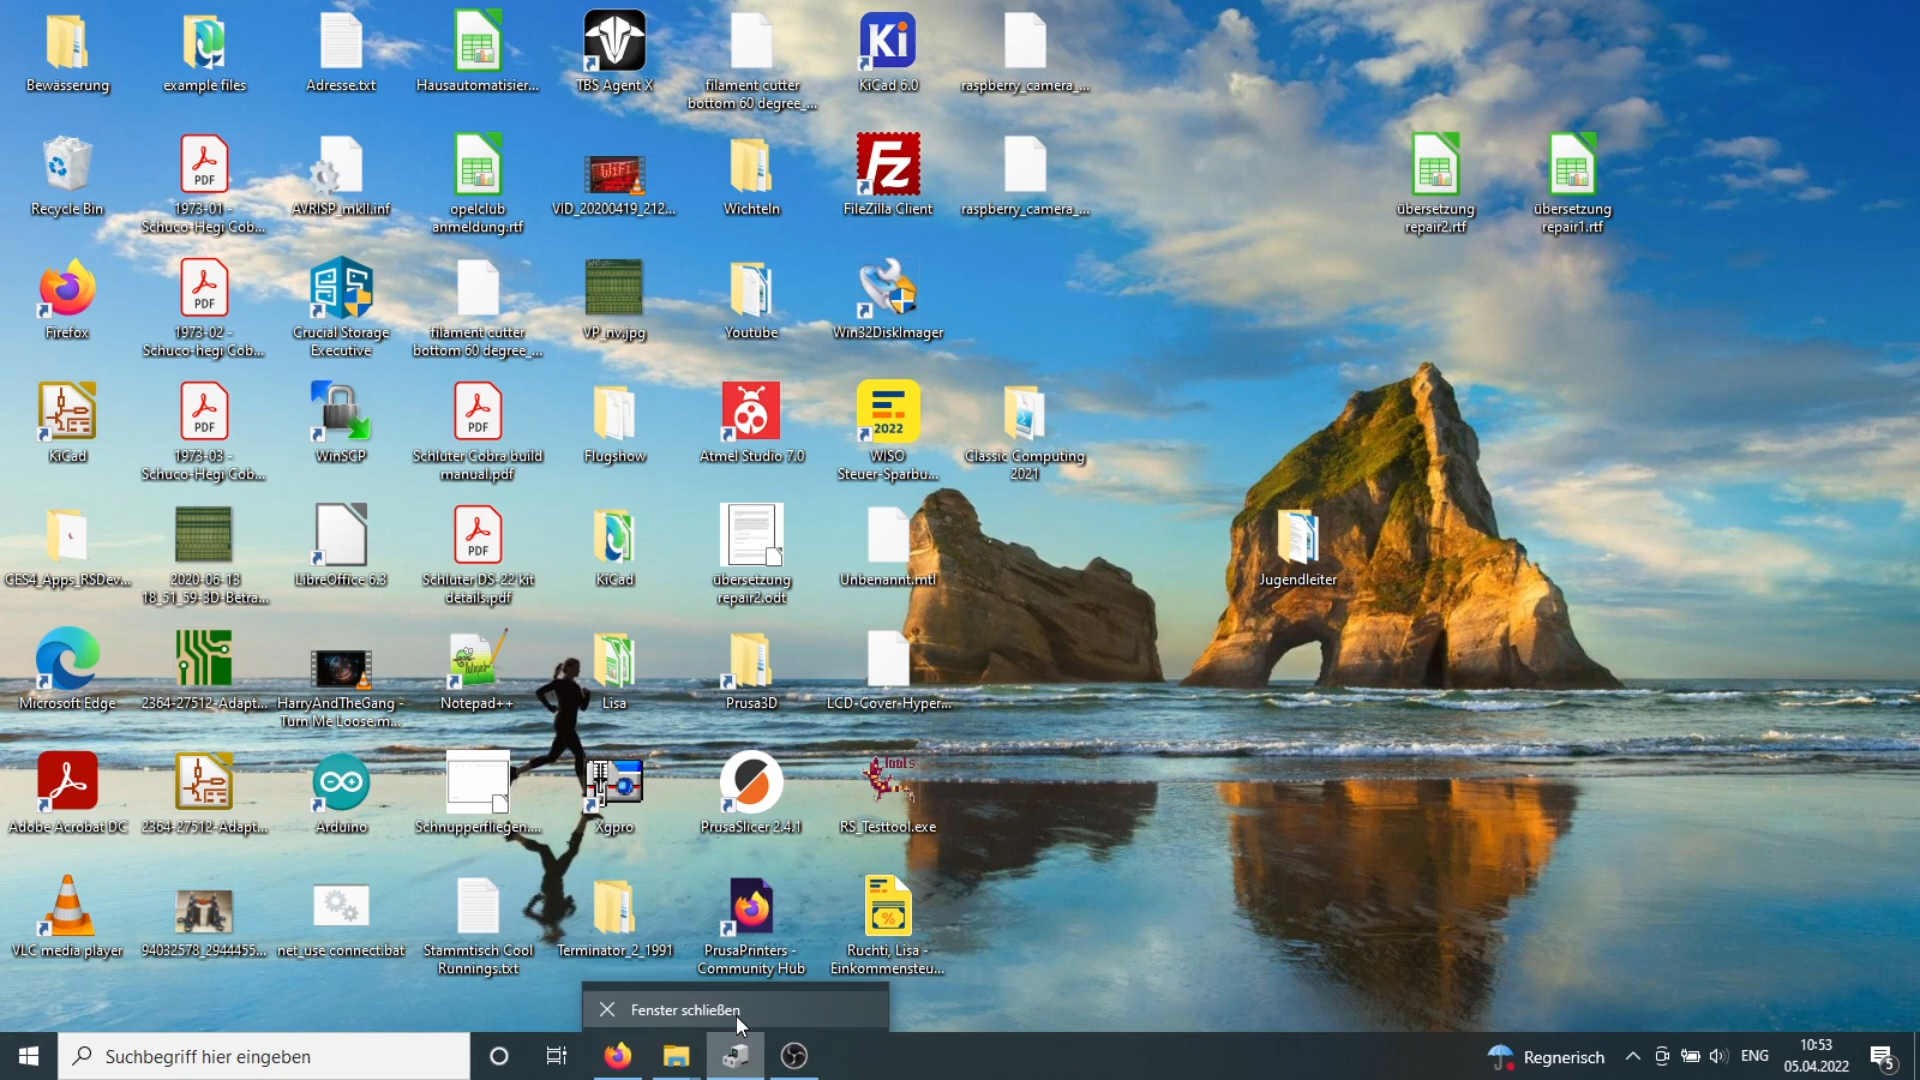 Bewässerung
example files
Adresse.txt
Hausautomatisier...
TBS Agent X
filament cutter
bottom 60 degree_...
Ki
KiCad 6.0
raspberry_camera_...
Recycle Bin
PDF
1973-01 -
Schuco-Hegi Cob...
AVRISP_mkII.inf
opelclub
anmeldung.rtf
WiFi
VID_20200419_212...
Wichteln
Fz
FileZilla Client
raspberry_camera_...
übersetzung
repair2.rtf
übersetzung
repair1.rtf
Firefox
PDF
1973-02 -
Schuco-hegi Cob...
Crucial Storage
Executive
filament cutter
bottom 60 degree_...
VP_nv.jpg
Youtube
Win32DiskImager
KiCad
PDF
1973-03 -
Schuco-Hegi Cob...
WinSCP
PDF
Schluter Cobra build
manual.pdf
Flugshow
Atmel Studio 7.0
2022
WISO
Steuer-Sparbu...
Classic Computing
2021
CES4_Apps_RSDev...
2020-06-13
18_51_59-3D-Betra...
LibreOffice 6.3
PDF
Schluter DS-22 kit
details.pdf
KiCad
übersetzung
repair2.odt
Unbenannt.mtl
Jugendleiter
Microsoft Edge
2364-27512-Adapt...
HarryAndTheGang -
Turn Me Loose.m...
Notepad++
Lisa
Prusa3D
LCD-Cover-Hyper...
Adobe Acrobat DC
2364-27512-Adapt...
Arduino
Schnupperfliegen....
Xgpro
PrusaSlicer 2.4.1
Tools
RS_Testtool.exe
VLC media player
94032578_2944455...
net_use connect.bat
Stammtisch Cool
Runnings.txt
Terminator_2_1991
PrusaPrinters -
Community Hub
%
Ruchti, Lisa -
Einkommensteu...
Fenster schließen
Suchbegriff hier eingeben
Regnerisch
ENG
10:53
05.04.2022
5